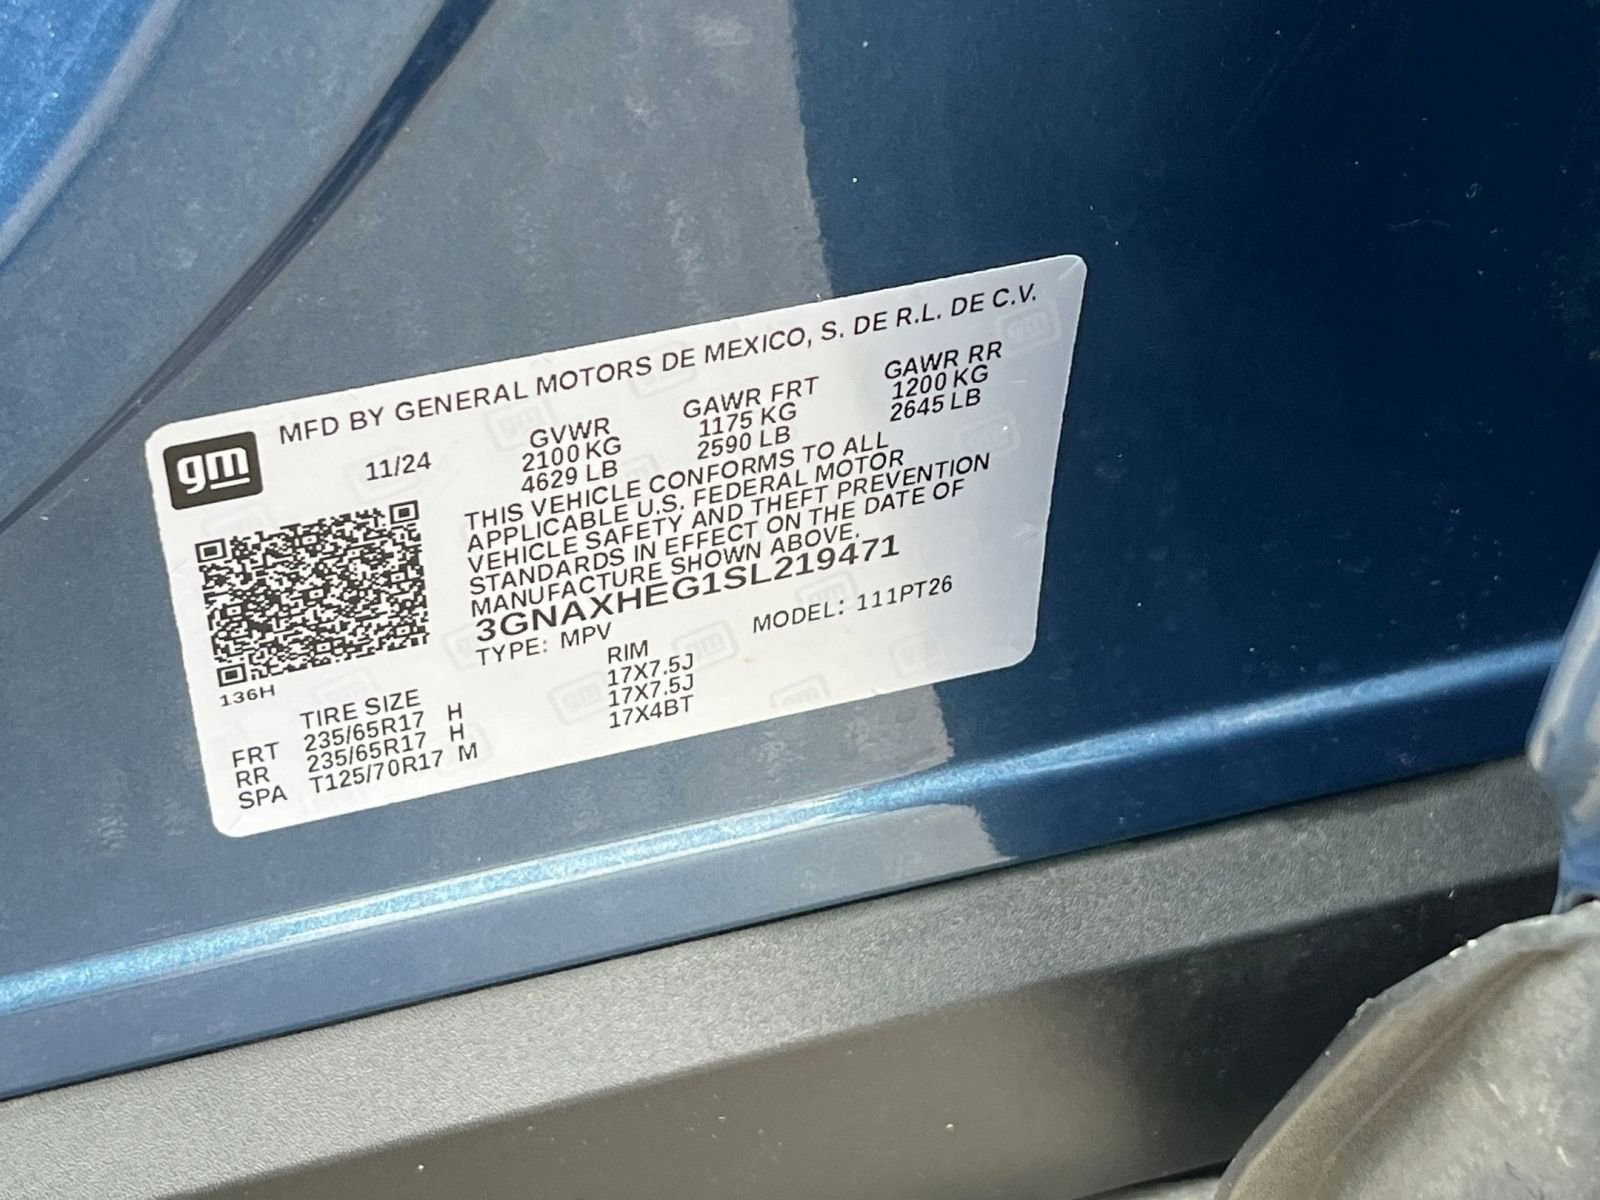 MFD BY GENERAL MOTORS DE MEXICO, S. DE R.L. DE C.V.
gm
11/24
GVWR GAWR FRT GAWR RR
2100 KG 1175 KG 1200 KG
4629 LB 2590 LB 2645 LB
THIS VEHICLE CONFORMS TO ALL
APPLICABLE U.S. FEDERAL MOTOR
VEHICLE SAFETY AND THEFT PREVENTION
STANDARDS IN EFFECT ON THE DATE OF
MANUFACTURE SHOWN ABOVE.
3GNAXHEG1SL219471
TYPE: MPV MODEL: 111PT26
136H
TIRE SIZE RIM
FRT 235/65R17 H 17X7.5J
RR 235/65R17 H 17X7.5J
SPA T125/70R17 M 17X4BT